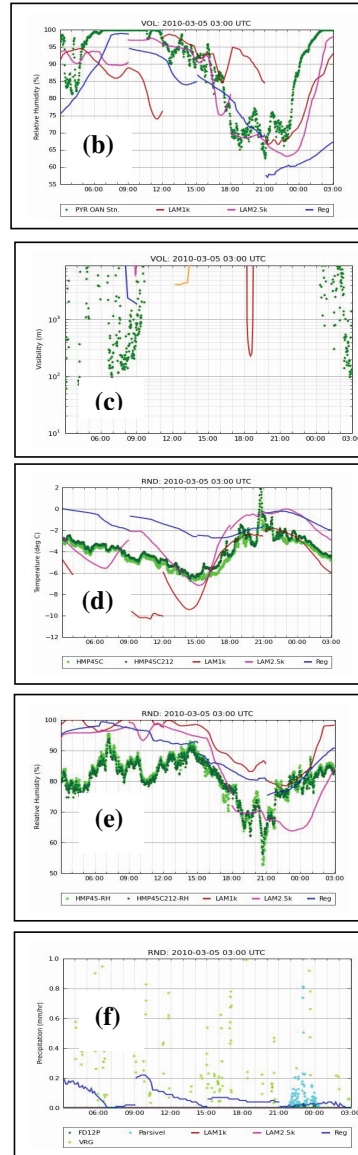 VOL: 2010-03-05 03:00 UTC
Relative Humidity (%)
100
95
90
85
80
75
70
65
60
55
(b)
06:00 09:00 12:00 15:00 18:00 21:00 00:00 03:00
PYR OAN Stn. LAM1k LAM2.5k Reg
VOL: 2010-03-05 03:00 UTC
Visibility (m)
10³
10²
10¹
(c)
06:00 09:00 12:00 15:00 18:00 21:00 00:00 03:00
RND: 2010-03-05 03:00 UTC
Temperature (deg C)
2
0
−2
−4
−6
−8
−10
−12
(d)
06:00 09:00 12:00 15:00 18:00 21:00 00:00 03:00
HMP45C HMP45C212 LAM1k LAM2.5k Reg
RND: 2010-03-05 03:00 UTC
Relative Humidity (%)
100
90
80
70
60
50
(e)
06:00 09:00 12:00 15:00 18:00 21:00 00:00 03:00
HMP45-RH HMP45C212-RH LAM1k LAM2.5k Reg
RND: 2010-03-05 03:00 UTC
Precipitation (mm/hr)
1.0
0.8
0.6
0.4
0.2
0.0
(f)
06:00 09:00 12:00 15:00 18:00 21:00 00:00 03:00
FD12P Parsivel LAM1k LAM2.5k Reg
VRG